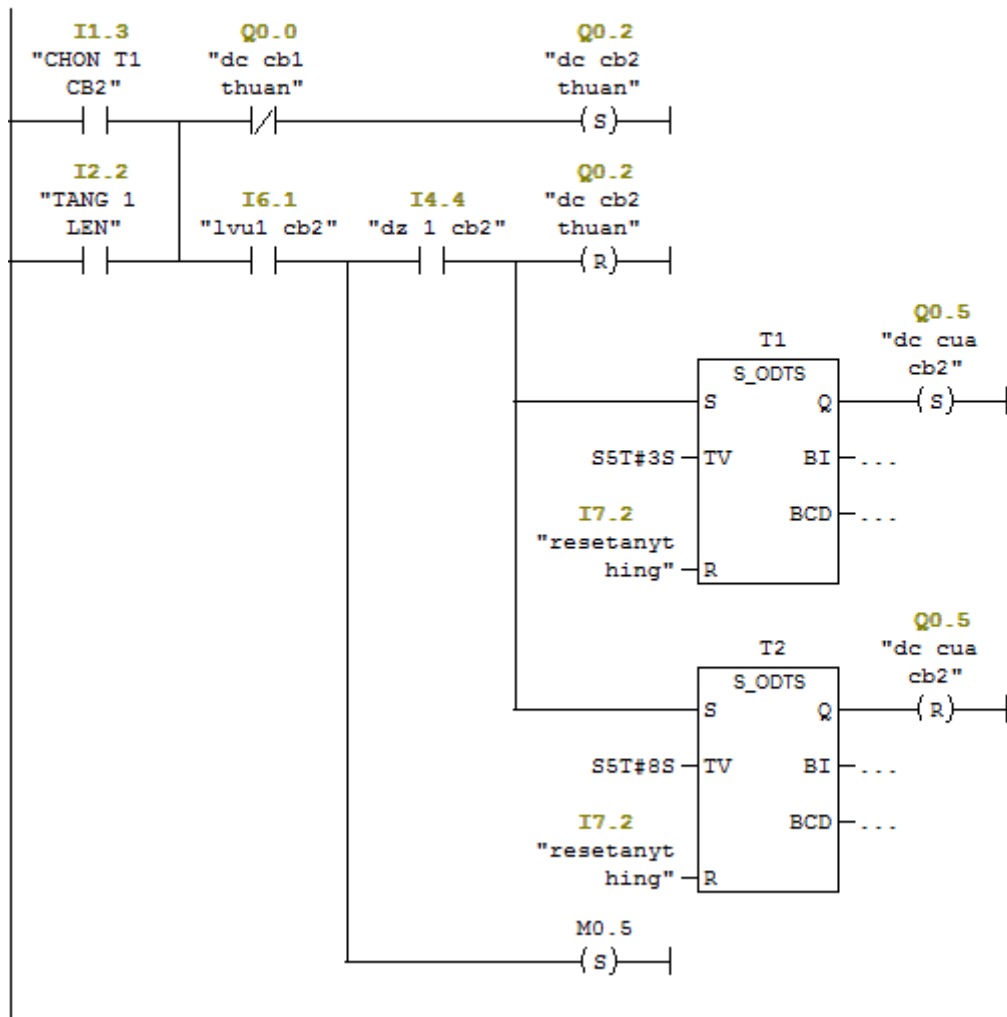 I1.3 Q0.0 Q0.2
"CHON T1 "dc cb1 "dc cb2
CB2" thuan" thuan"
S
I2.2 Q0.2
"TANG 1 I6.1 I4.4 "dc cb2
LEN" "lvu1 cb2" "dz 1 cb2" thuan"
R
Q0.5
T1 "dc cua
S_ODTS cb2"
S Q S
S5T#3S TV BI ...
I7.2 BCD ...
"resetanyt
hing" R
Q0.5
T2 "dc cua
S_ODTS cb2"
S Q R
S5T#8S TV BI ...
I7.2 BCD ...
"resetanyt
hing" R
M0.5
S